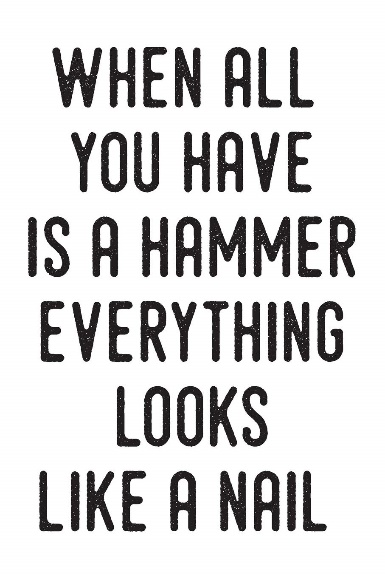 WHEN ALL
YOU HAVE
IS A HAMMER
EVERYTHING
LOOKS
LIKE A NAIL